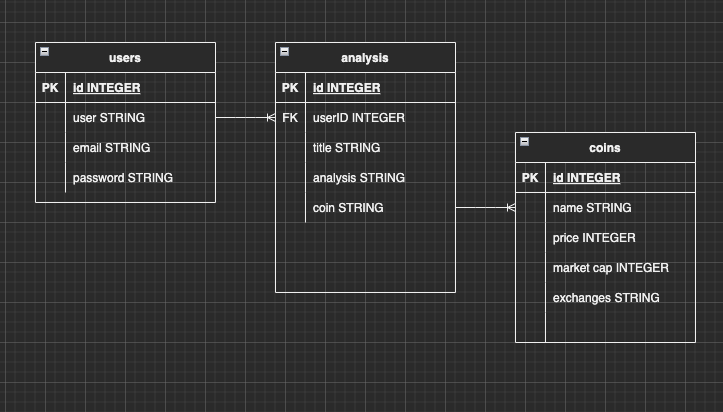 users
PK id INTEGER
user STRING
email STRING
password STRING
analysis
PK id INTEGER
FK userID INTEGER
title STRING
analysis STRING
coin STRING
coins
PK id INTEGER
name STRING
price INTEGER
market cap INTEGER
exchanges STRING